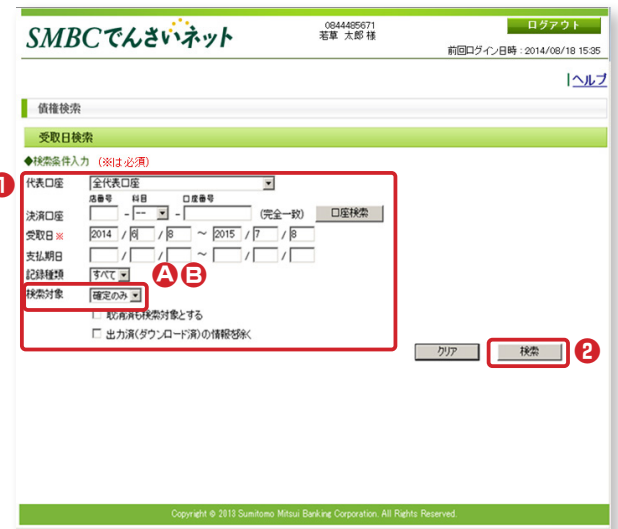 SMBCでんさいネット
0844485671
若草 太郎 様
ログアウト
前回ログイン日時 : 2014/08/18 15:35
|ヘルプ
債権検索
受取日検索
◆検索条件入力 (※は必須)
1
代表口座 全代表口座
店番号 科目 口座番号
決済口座 - -- - (完全一致) 口座検索
受取日※ 2014 / 6 / 8 ~ 2015 / 7 / 8
支払期日 / / ~ / /
記録種類 すべて A B
検索対象 確定のみ
取消済も検索対象とする
出力済(ダウンロード済)の情報を除く
クリア 検索 2
Copyright © 2013 Sumitomo Mitsui Banking Corporation. All Rights Reserved.